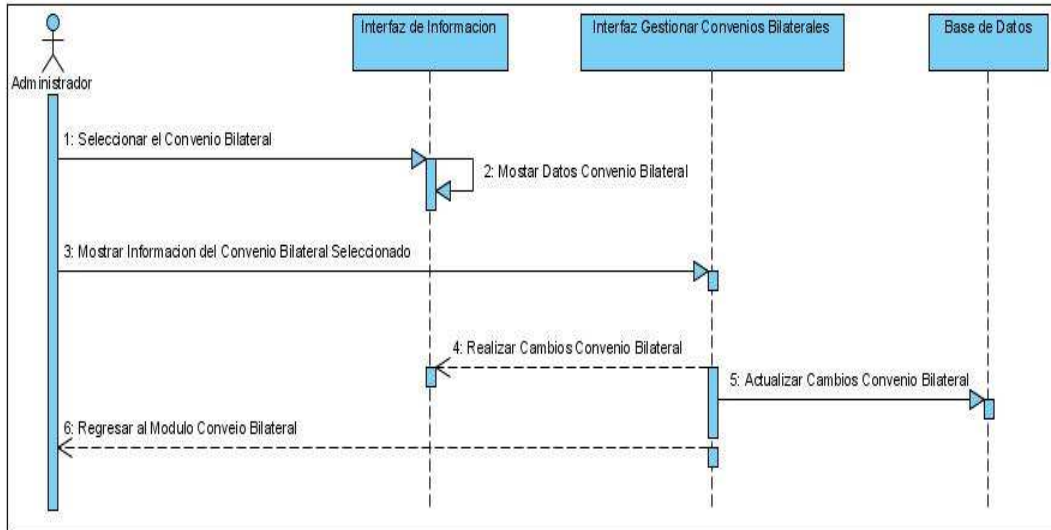 Interfaz de Informacion
Interfaz Gestionar Convenios Bilaterales
Base de Datos
Administrador
1: Seleccionar el Convenio Bilateral
2: Mostar Datos Convenio Bilateral
3: Mostrar Informacion del Convenio Bilateral Seleccionado
4: Realizar Cambios Convenio Bilateral
5: Actualizar Cambios Convenio Bilateral
6: Regresar al Modulo Conveio Bilateral